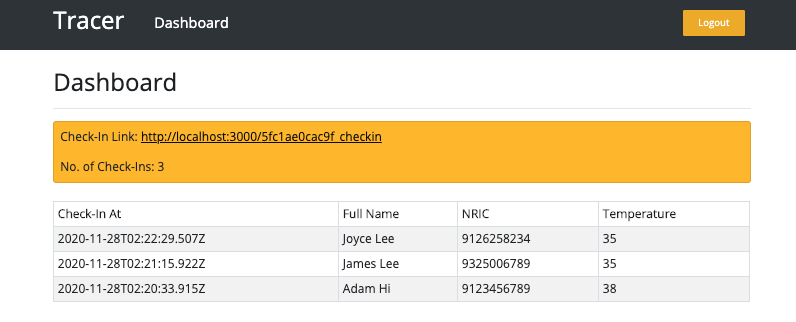 Tracer Dashboard Logout
Dashboard
Check-In Link: http://localhost:3000/5fc1ae0cac9f_checkin
No. of Check-Ins: 3
Check-In At Full Name NRIC Temperature
2020-11-28T02:22:29.507Z Joyce Lee 9126258234 35
2020-11-28T02:21:15.922Z James Lee 9325006789 35
2020-11-28T02:20:33.915Z Adam Hi 9123456789 38